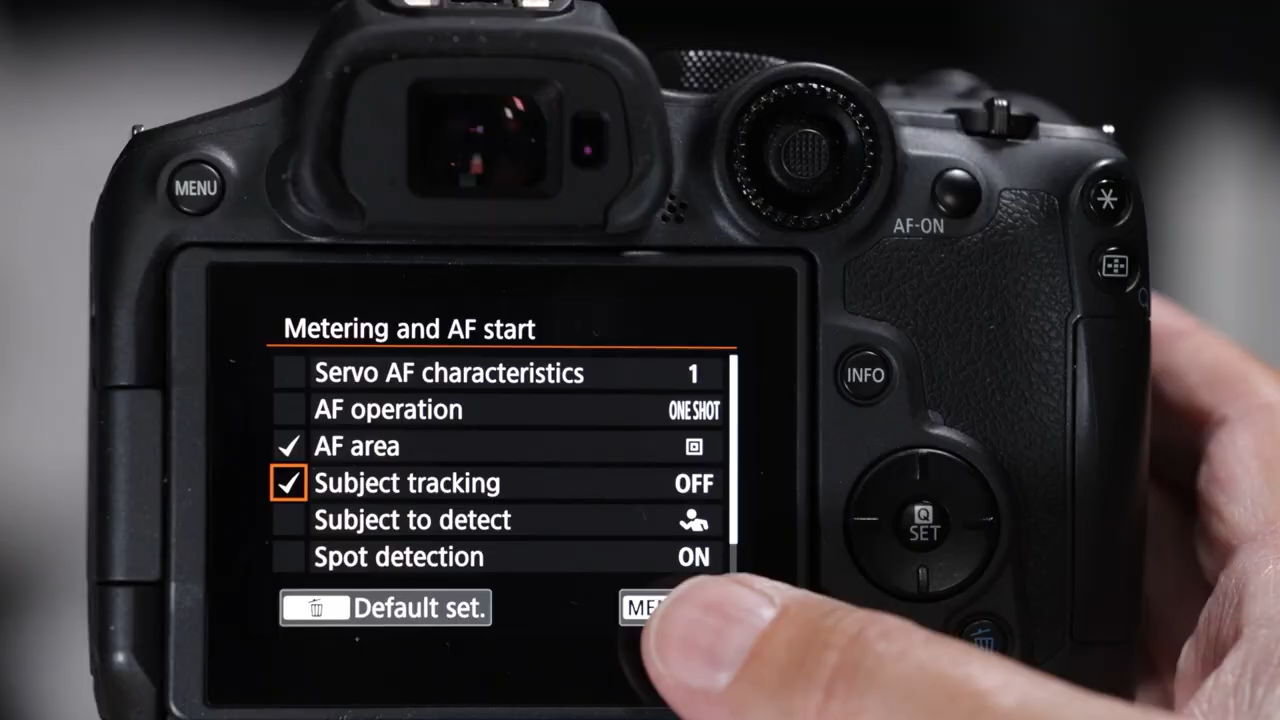 MENU
AF-ON
Metering and AF start
Servo AF characteristics 1
INFO
AF operation ONE SHOT
AF area
Subject tracking OFF
Subject to detect
Q
SET
Spot detection ON
Default set.